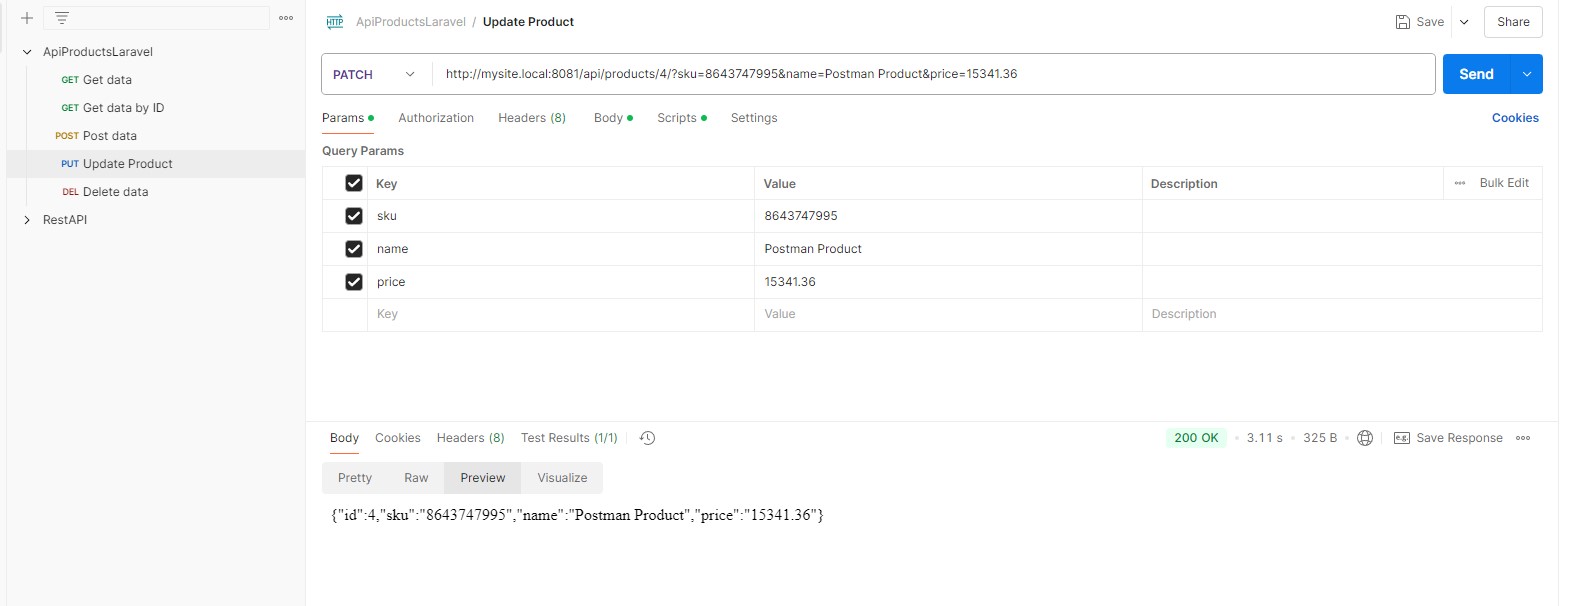 ApiProductsLaravel
GET Get data
GET Get data by ID
POST Post data
PUT Update Product
DEL Delete data
RestAPI
HTTP ApiProductsLaravel / Update Product
Save
Share
PATCH http://mysite.local:8081/api/products/4/?sku=8643747995&name=Postman Product&price=15341.36
Send
Params Authorization Headers (8) Body Scripts Settings Cookies
Query Params
Key Value Description Bulk Edit
sku 8643747995
name Postman Product
price 15341.36
Key Value Description
Body Cookies Headers (8) Test Results (1/1) 200 OK 3.11 s 325 B e.g. Save Response
Pretty Raw Preview Visualize
{"id":4,"sku":"8643747995","name":"Postman Product","price":"15341.36"}